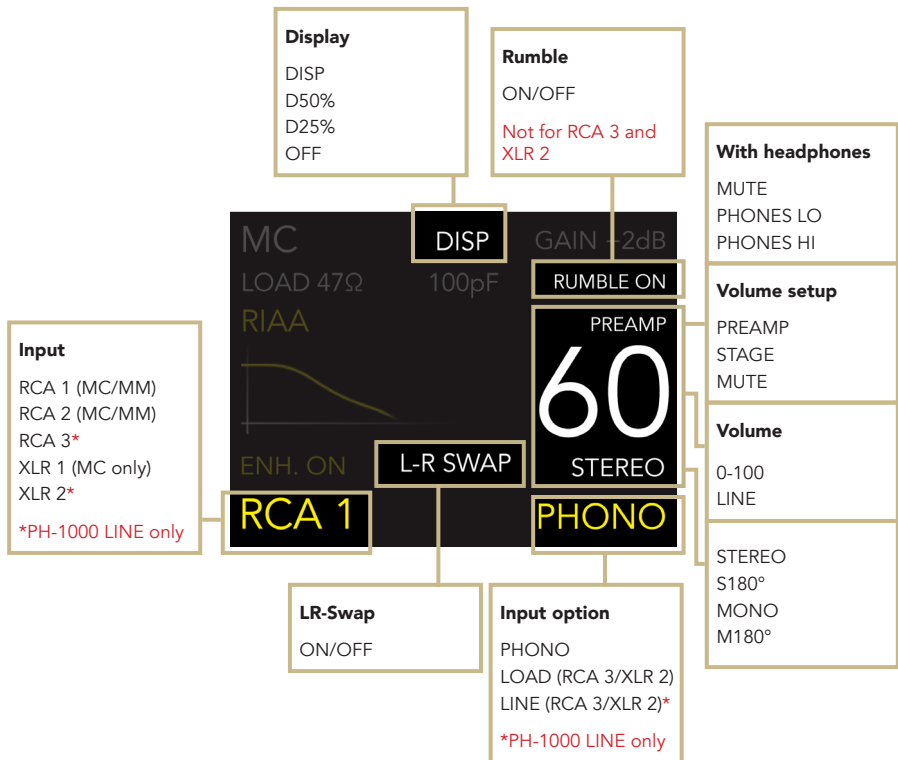 Display
DISP
D50%
D25%
OFF
Rumble
ON/OFF
Not for RCA 3 and
XLR 2
With headphones
MUTE
PHONES LO
PHONES HI
Volume setup
PREAMP
STAGE
MUTE
Volume
0-100
LINE
STEREO
S180°
MONO
M180°
Input
RCA 1 (MC/MM)
RCA 2 (MC/MM)
RCA 3*
XLR 1 (MC only)
XLR 2*
*PH-1000 LINE only
MC DISP GAIN +2dB
LOAD 47Ω 100pF RUMBLE ON
RIAA PREAMP
60
ENH. ON L-R SWAP STEREO
RCA 1 PHONO
LR-Swap
ON/OFF
Input option
PHONO
LOAD (RCA 3/XLR 2)
LINE (RCA 3/XLR 2)*
*PH-1000 LINE only